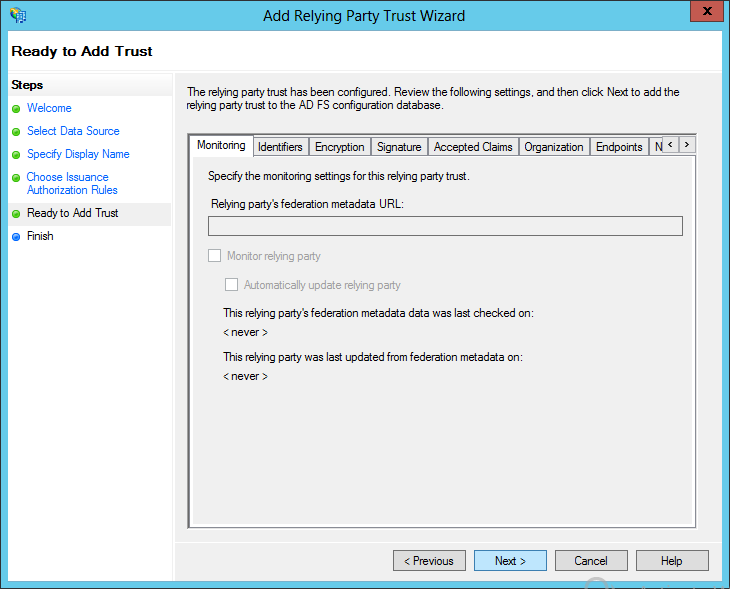 Add Relying Party Trust Wizard
X
Ready to Add Trust
Steps
Welcome
Select Data Source
Specify Display Name
Choose Issuance
Authorization Rules
Ready to Add Trust
Finish
The relying party trust has been configured. Review the following settings, and then click Next to add the
relying party trust to the AD FS configuration database.
Monitoring Identifiers Encryption Signature Accepted Claims Organization Endpoints N < >
Specify the monitoring settings for this relying party trust.
Relying party's federation metadata URL:
Monitor relying party
Automatically update relying party
This relying party's federation metadata data was last checked on:
< never >
This relying party was last updated from federation metadata on:
< never >
< Previous Next > Cancel Help